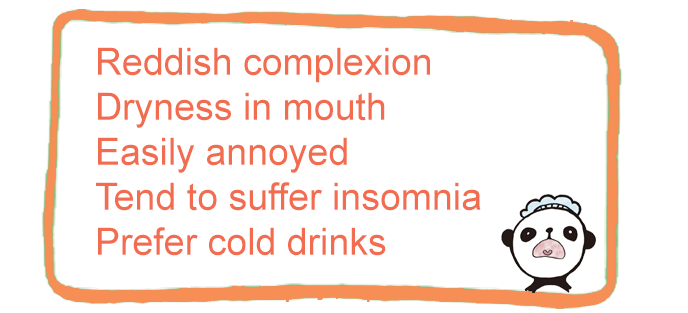 Reddish complexion
Dryness in mouth
Easily annoyed
Tend to suffer insomnia
Prefer cold drinks